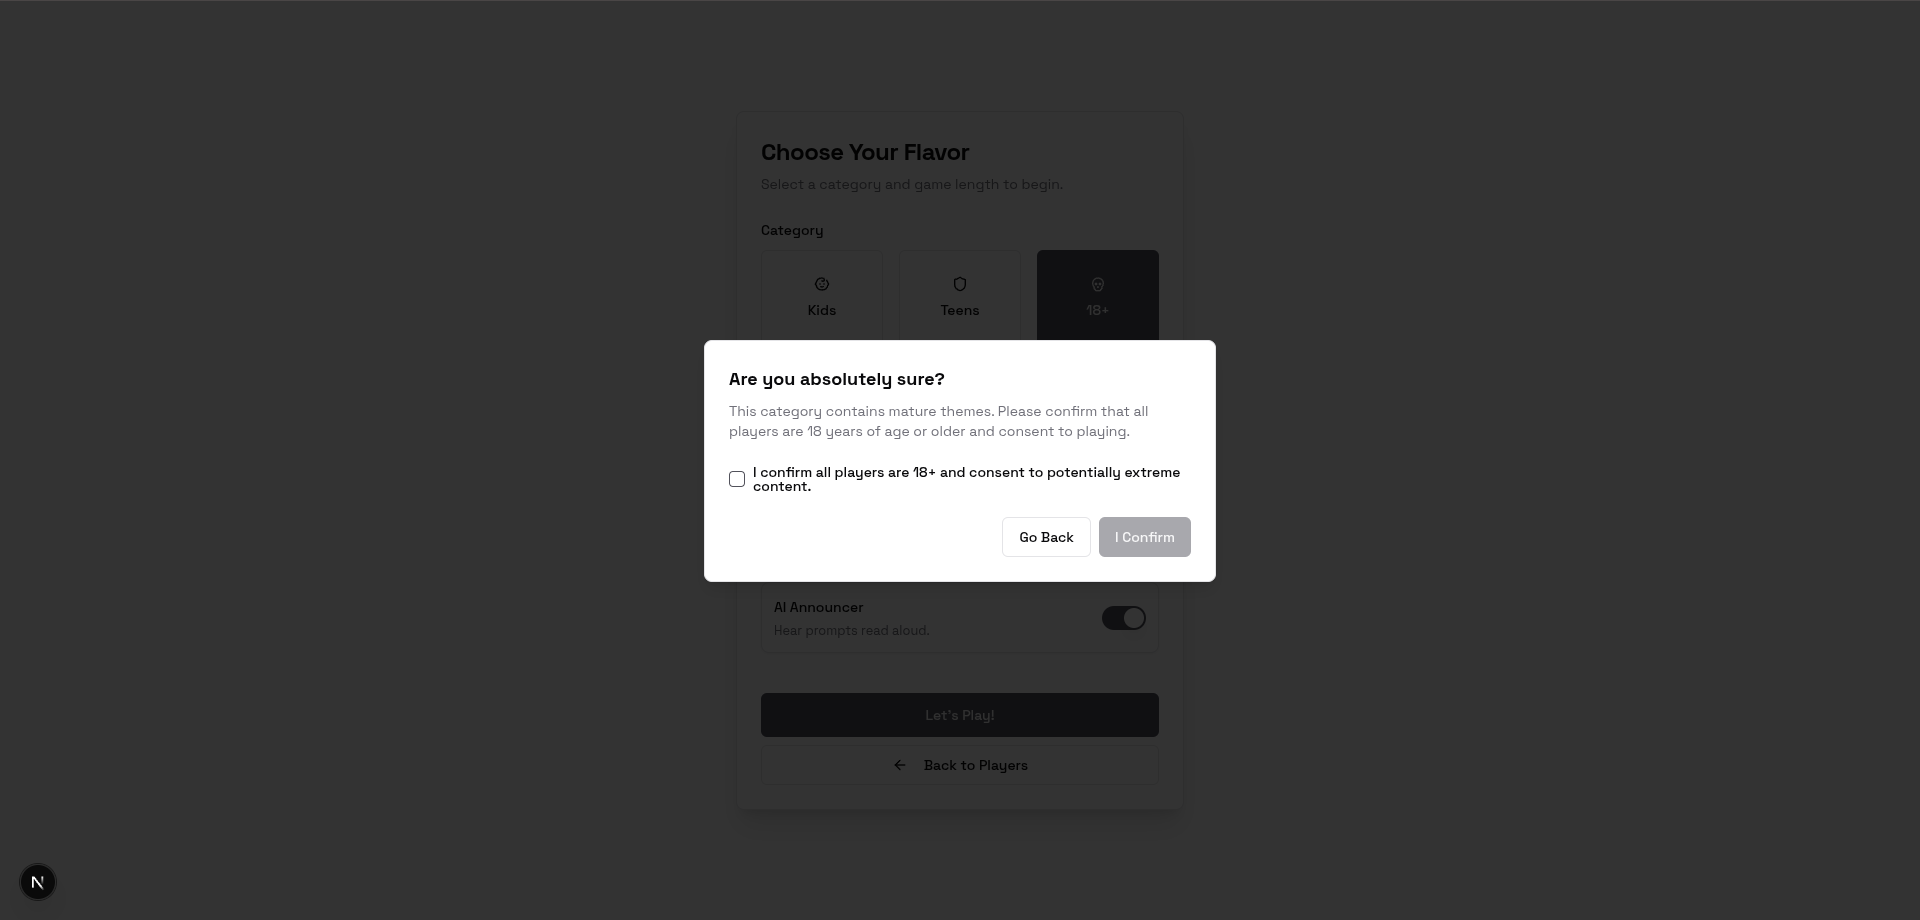 Choose Your Flavor
Select a category and game length to begin.
Category
Kids
Teens
18+
Are you absolutely sure?
This category contains mature themes. Please confirm that all
players are 18 years of age or older and consent to playing.
I confirm all players are 18+ and consent to potentially extreme
content.
Go Back
I Confirm
AI Announcer
Hear prompts read aloud.
Let's Play!
Back to Players
N